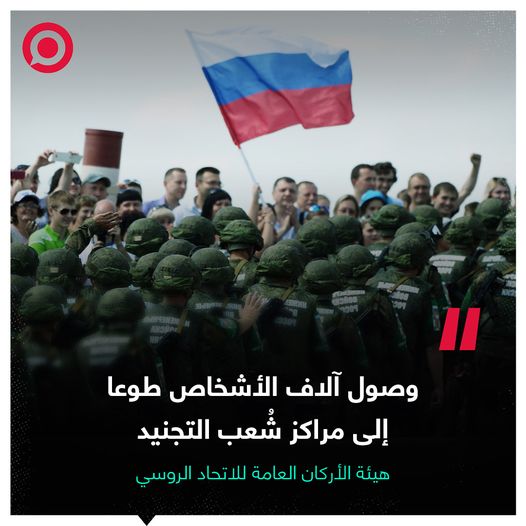 وصول آلاف الأشخاص طوعا
إلى مراكز شُعب التجنيد
هيئة الأركان العامة للاتحاد الروسي